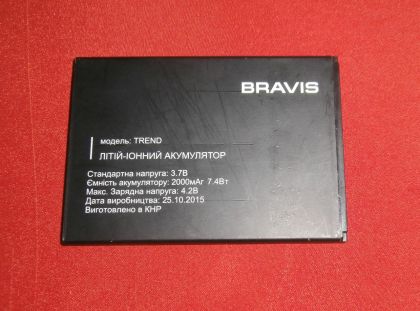 BRAVIS
модель: TREND
ЛІТІЙ-ІОННИЙ АКУМУЛЯТОР
Стандартна напруга: 3.7В
Ємність акумулятору: 2000мАг 7.4Вт
Макс. Зарядна напруга: 4.2В
Дата виробництва: 25.10.2015
Виготовлено в КНР